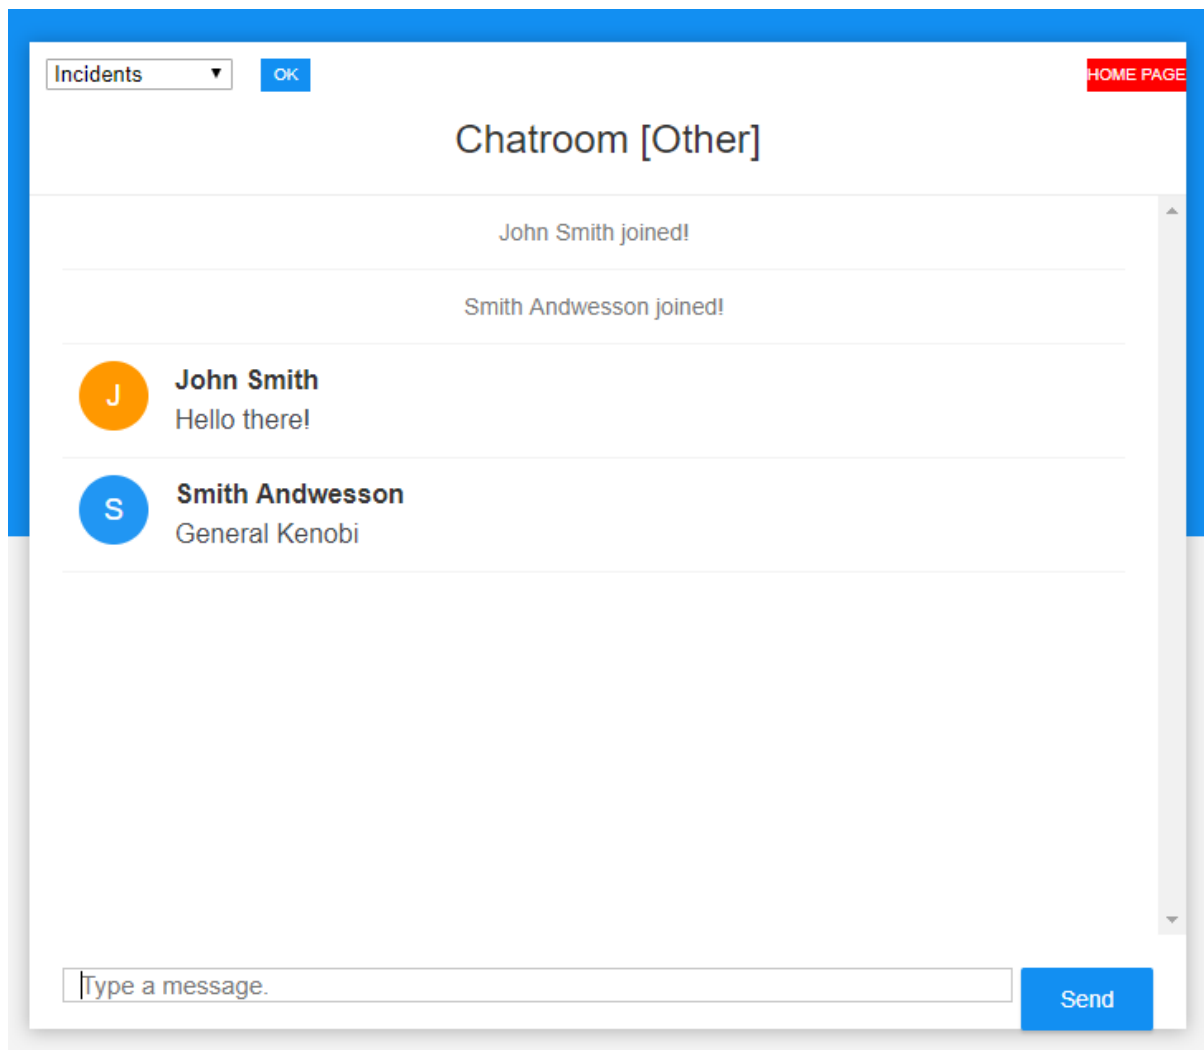 Incidents
OK
HOME PAGE
Chatroom [Other]
John Smith joined!
Smith Andwesson joined!
J
John Smith
Hello there!
S
Smith Andwesson
General Kenobi
Type a message.
Send